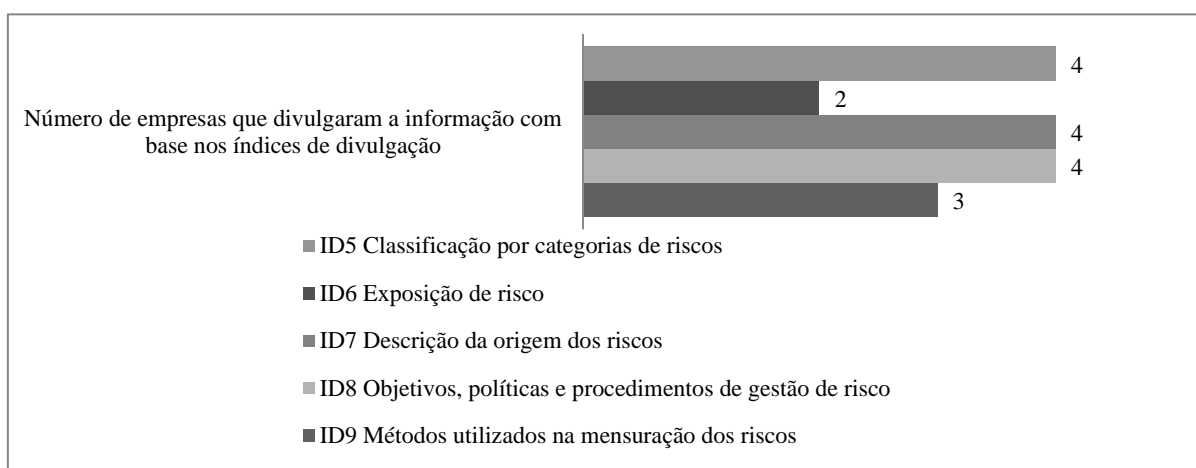 4
2
Número de empresas que divulgaram a informação com
base nos índices de divulgação
4
4
3
ID5 Classificação por categorias de riscos
ID6 Exposição de risco
ID7 Descrição da origem dos riscos
ID8 Objetivos, políticas e procedimentos de gestão de risco
ID9 Métodos utilizados na mensuração dos riscos